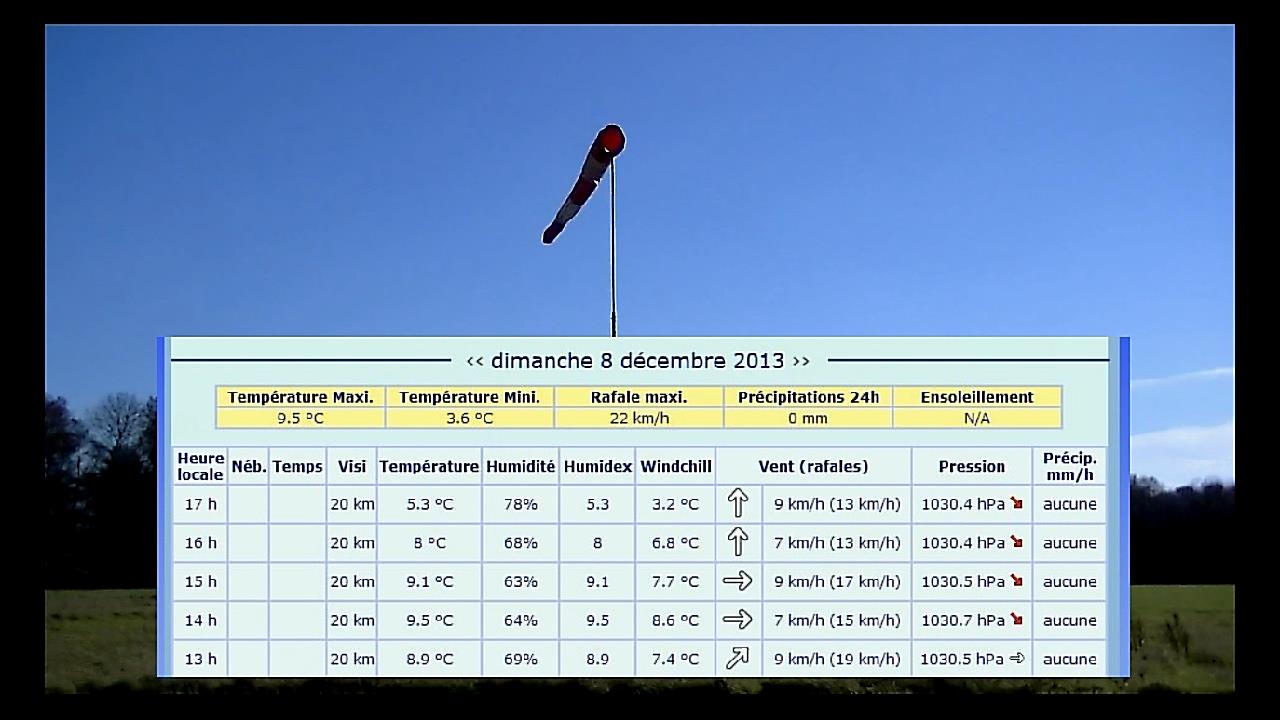 << dimanche 8 décembre 2013 >>
Température Maxi. Température Mini. Rafale maxi. Précipitations 24h Ensoleillement
9.5 °C 3.6 °C 22 km/h 0 mm N/A
Heure locale Néb. Temps Visi Température Humidité Humidex Windchill Vent (rafales) Pression Précip. mm/h
17 h 20 km 5.3 °C 78% 5.3 3.2 °C 9 km/h (13 km/h) 1030.4 hPa aucune
16 h 20 km 8 °C 68% 8 6.8 °C 7 km/h (13 km/h) 1030.4 hPa aucune
15 h 20 km 9.1 °C 63% 9.1 7.7 °C 9 km/h (17 km/h) 1030.5 hPa aucune
14 h 20 km 9.5 °C 64% 9.5 8.6 °C 7 km/h (15 km/h) 1030.7 hPa aucune
13 h 20 km 8.9 °C 69% 8.9 7.4 °C 9 km/h (19 km/h) 1030.5 hPa aucune